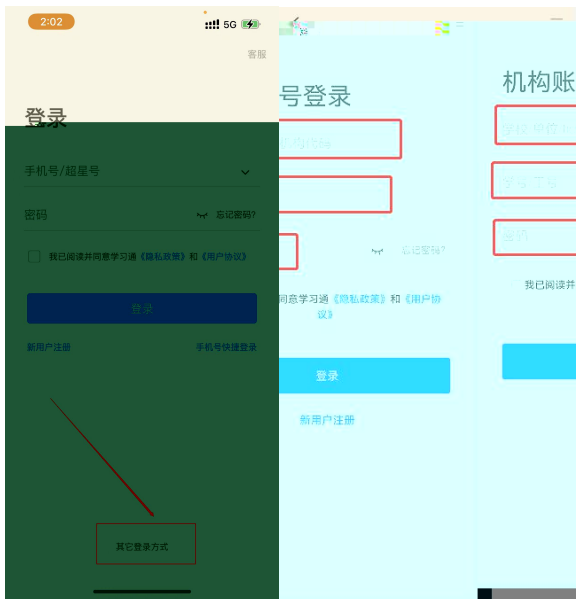 2:02
5G
客服
登录
手机号/超星号
密码
忘记密码?
我已阅读并同意学习通《隐私政策》和《用户协议》
登录
新用户注册
手机号快捷登录
其它登录方式
号登录
忘记密码?
同意学习通《隐私政策》和《用户协
议》
登录
新用户注册
机构账
我已阅读并